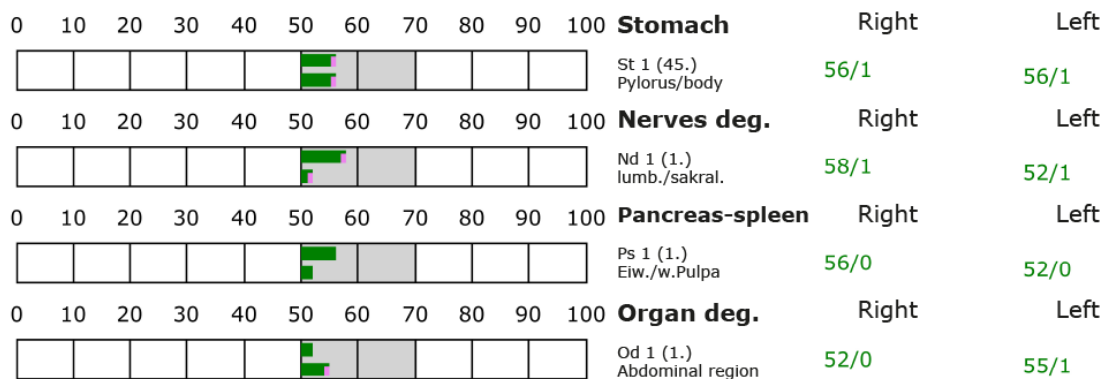 0 10 20 30 40 50 60 70 80 90 100 Stomach Right Left
St 1 (45.) 56/1 56/1
Pylorus/body
0 10 20 30 40 50 60 70 80 90 100 Nerves deg. Right Left
Nd 1 (1.) 58/1 52/1
lumb./sakral.
0 10 20 30 40 50 60 70 80 90 100 Pancreas-spleen Right Left
Ps 1 (1.) 56/0 52/0
Eiw./w.Pulpa
0 10 20 30 40 50 60 70 80 90 100 Organ deg. Right Left
Od 1 (1.) 52/0 55/1
Abdominal region